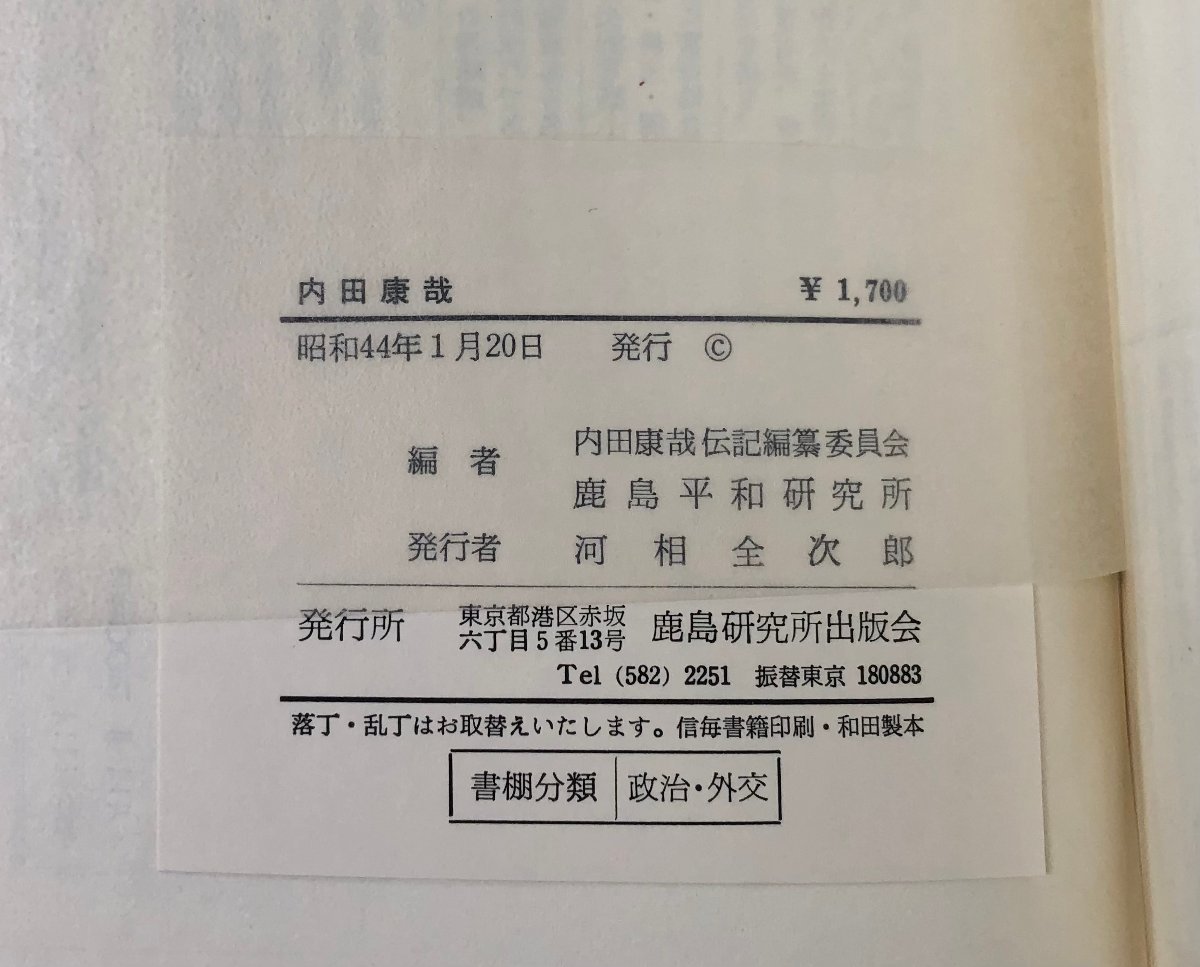 内田康哉 ¥1,700
昭和44年1月20日 発行 ©
編者 内田康哉伝記編纂委員会
鹿島平和研究所
発行者 河相全次郎
発行所 東京都港区赤坂六丁目5番13号 鹿島研究所出版会
Tel (582) 2251 振替東京 180883
落丁・乱丁はお取替えいたします。信毎書籍印刷・和田製本
書棚分類 政治・外交